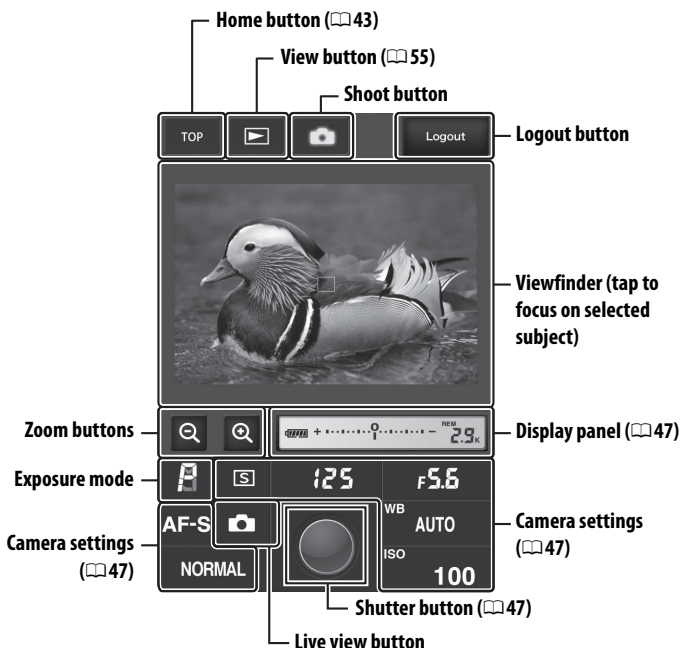 Home button (📖43)
View button (📖55)
Shoot button
TOP
Logout
Logout button
Viewfinder (tap to
focus on selected
subject)
Zoom buttons
+ 0 -
REM
2.9 K
Display panel (📖47)
Exposure mode
P
S
125
F5.6
AF-S
WB
AUTO
Camera settings
(📖47)
NORMAL
ISO
100
Camera settings
(📖47)
Shutter button (📖47)
Live view button